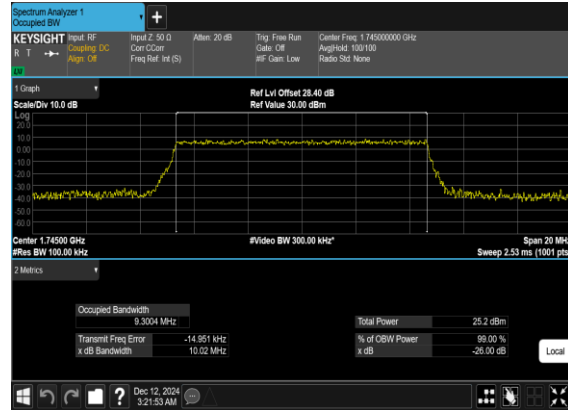 Spectrum Analyzer 1
Occupied BW
+
KEYSIGHT
R T
LM
Input: RF
Coupling: DC
Align: Off
Input Z: 50 Ω
Corr CCorr
Freq Ref: Int (S)
Atten: 20 dB
Trig: Free Run
Gate: Off
#IF Gain: Low
Center Freq: 1.745000000 GHz
Avg|Hold: 100/100
Radio Std: None
1 Graph
Scale/Div 10.0 dB
Ref Lvl Offset 28.40 dB
Ref Value 30.00 dBm
Log
20.0
10.0
0.00
-10.0
-20.0
-30.0
-40.0
-50.0
-60.0
Center 1.74500 GHz
#Res BW 100.00 kHz
#Video BW 300.00 kHz*
Span 20 MHz
Sweep 2.53 ms (1001 pts)
2 Metrics
Occupied Bandwidth
9.3004 MHz
Transmit Freq Error -14.951 kHz
x dB Bandwidth 10.02 MHz
Total Power 25.2 dBm
% of OBW Power 99.00 %
x dB -26.00 dB
Local
?
Dec 12, 2024
3:21:53 AM